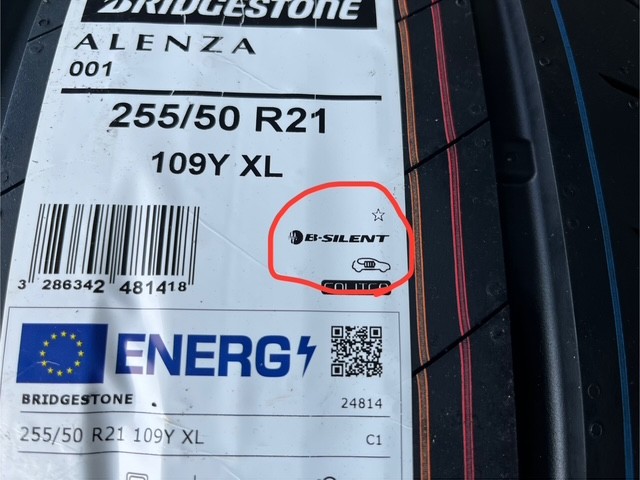 BRIDGESTONE
ALENZA
001
255/50 R21
109Y XL
B-SILENT
3 286342 481418
ENERG
BRIDGESTONE
24814
255/50 R21 109Y XL
C1